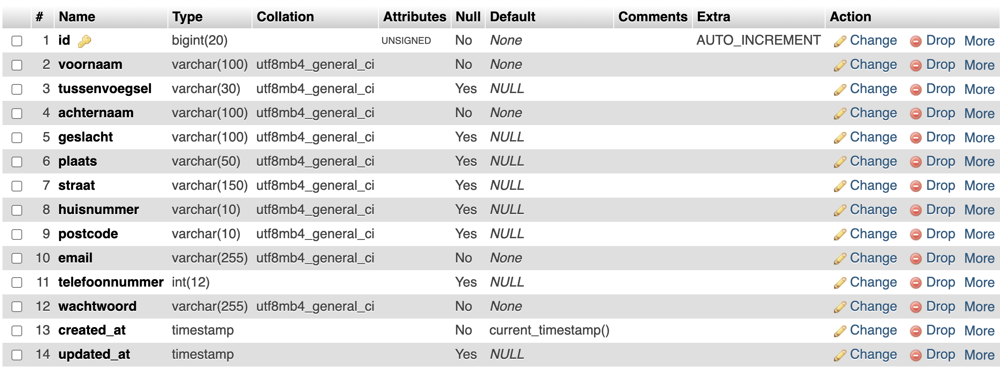 # Name Type Collation Attributes Null Default Comments Extra Action
1 id bigint(20) UNSIGNED No None AUTO_INCREMENT Change Drop More
2 voornaam varchar(100) utf8mb4_general_ci No None Change Drop More
3 tussenvoegsel varchar(30) utf8mb4_general_ci Yes NULL Change Drop More
4 achternaam varchar(100) utf8mb4_general_ci No None Change Drop More
5 geslacht varchar(100) utf8mb4_general_ci Yes NULL Change Drop More
6 plaats varchar(50) utf8mb4_general_ci Yes NULL Change Drop More
7 straat varchar(150) utf8mb4_general_ci Yes NULL Change Drop More
8 huisnummer varchar(10) utf8mb4_general_ci Yes NULL Change Drop More
9 postcode varchar(10) utf8mb4_general_ci Yes NULL Change Drop More
10 email varchar(255) utf8mb4_general_ci No None Change Drop More
11 telefoonnummer int(12) Yes NULL Change Drop More
12 wachtwoord varchar(255) utf8mb4_general_ci No None Change Drop More
13 created_at timestamp No current_timestamp() Change Drop More
14 updated_at timestamp Yes NULL Change Drop More